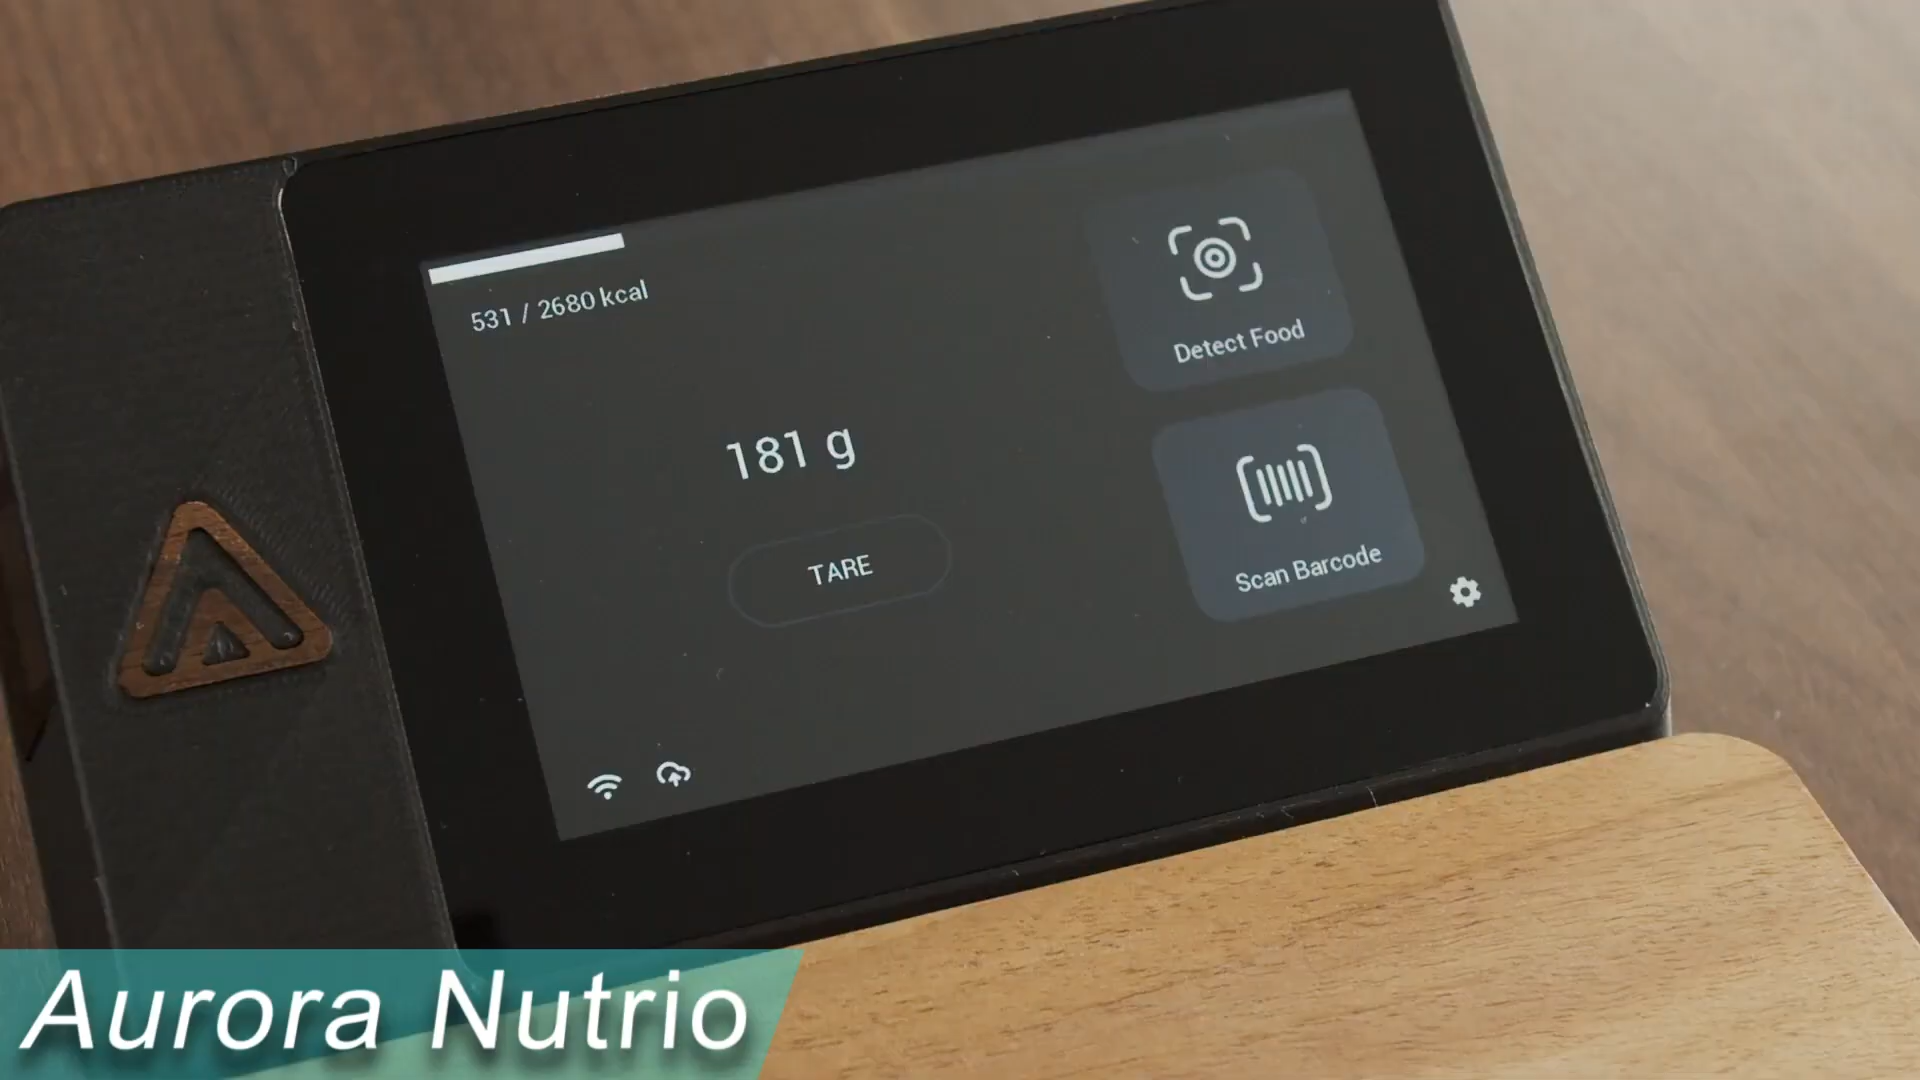 531 / 2680 kcal
181 g
TARE
Detect Food
Scan Barcode
Aurora Nutrio